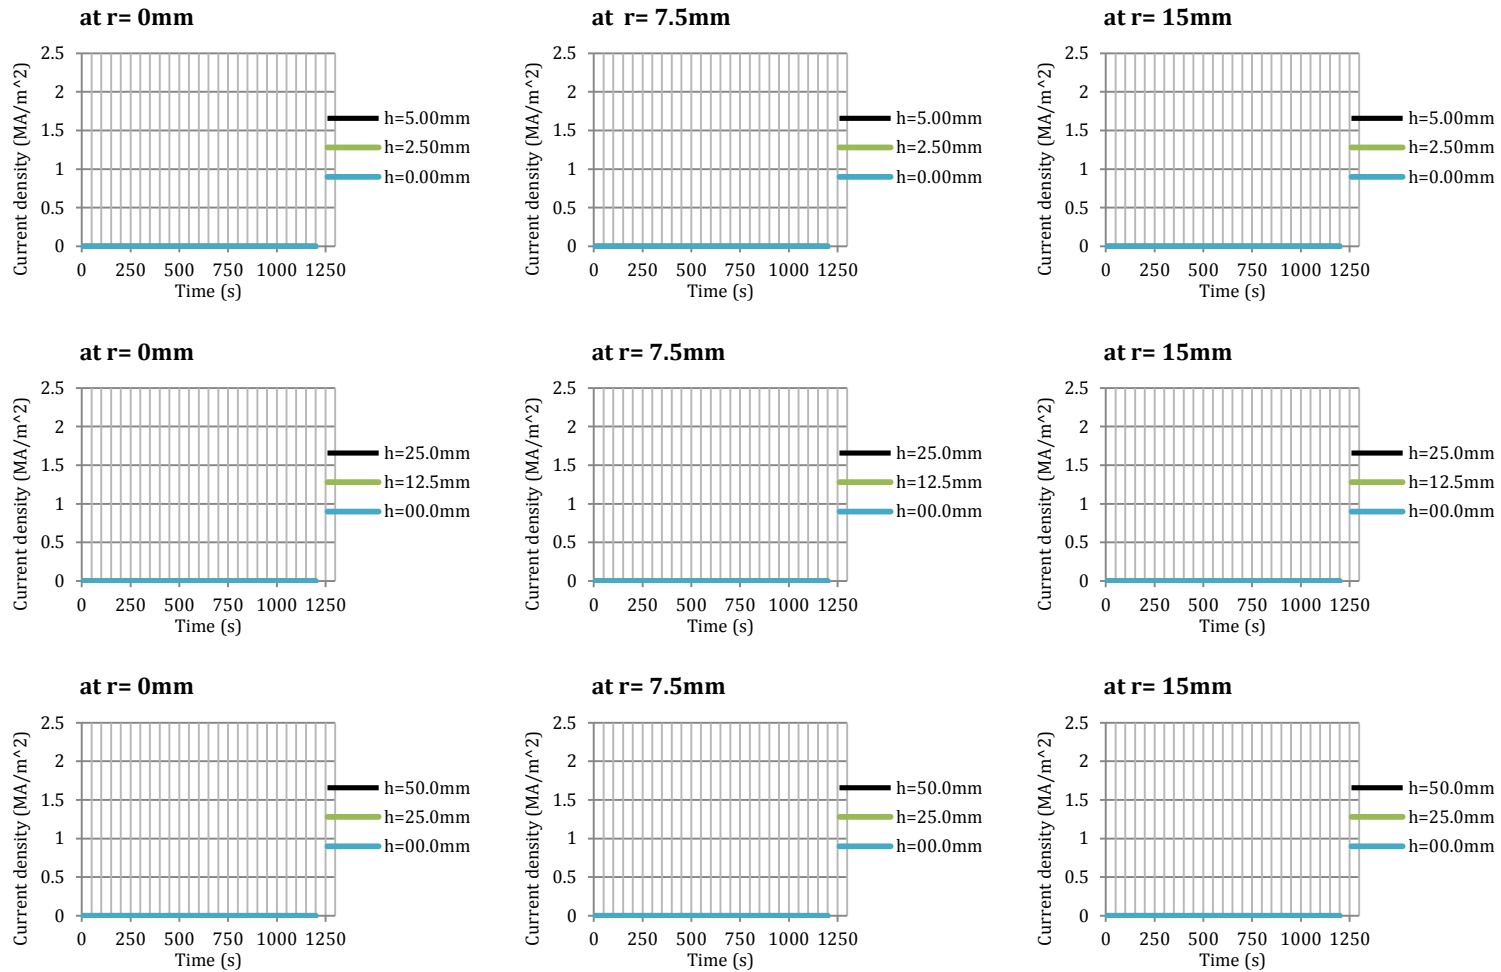 at r= 0mm
2.5
2
1.5
1
0.5
0
0 250 500 750 1000 1250
Current density (MA/m^2)
Time (s)
h=5.00mm
h=2.50mm
h=0.00mm
at  r= 7.5mm
2.5
2
1.5
1
0.5
0
0 250 500 750 1000 1250
Current density (MA/m^2)
Time (s)
h=5.00mm
h=2.50mm
h=0.00mm
at r= 15mm
2.5
2
1.5
1
0.5
0
0 250 500 750 1000 1250
Current density (MA/m^2)
Time (s)
h=5.00mm
h=2.50mm
h=0.00mm
at r= 0mm
2.5
2
1.5
1
0.5
0
0 250 500 750 1000 1250
Current density (MA/m^2)
Time (s)
h=25.0mm
h=12.5mm
h=00.0mm
at r= 7.5mm
2.5
2
1.5
1
0.5
0
0 250 500 750 1000 1250
Current density (MA/m^2)
Time (s)
h=25.0mm
h=12.5mm
h=00.0mm
at r= 15mm
2.5
2
1.5
1
0.5
0
0 250 500 750 1000 1250
Current density (MA/m^2)
Time (s)
h=25.0mm
h=12.5mm
h=00.0mm
at r= 0mm
2.5
2
1.5
1
0.5
0
0 250 500 750 1000 1250
Current density (MA/m^2)
Time (s)
h=50.0mm
h=25.0mm
h=00.0mm
at r= 7.5mm
2.5
2
1.5
1
0.5
0
0 250 500 750 1000 1250
Current density (MA/m^2)
Time (s)
h=50.0mm
h=25.0mm
h=00.0mm
at r= 15mm
2.5
2
1.5
1
0.5
0
0 250 500 750 1000 1250
Current density (MA/m^2)
Time (s)
h=50.0mm
h=25.0mm
h=00.0mm